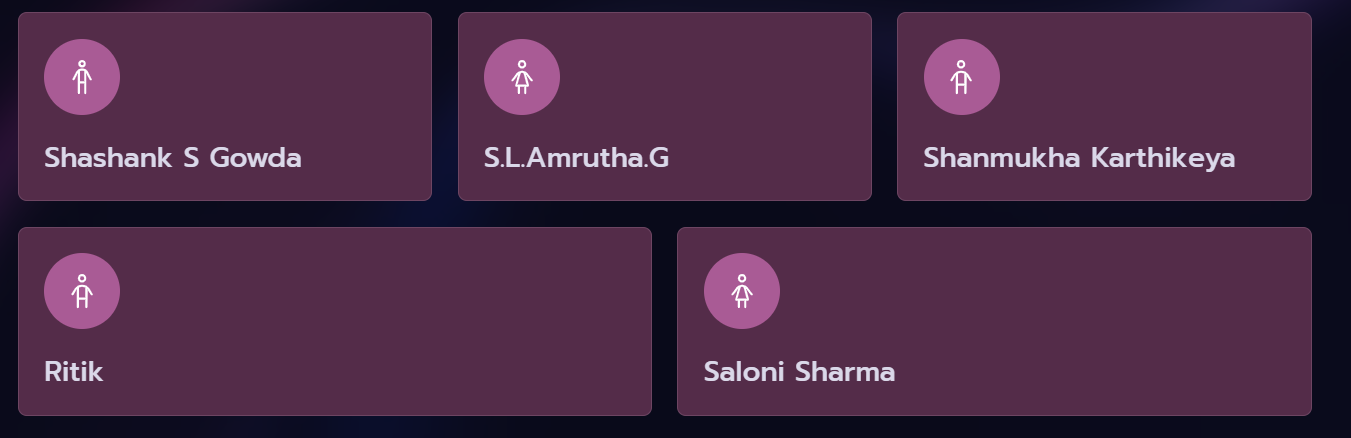 Shashank S Gowda
S.L.Amrutha.G
Shanmukha Karthikeya
Ritik
Saloni Sharma